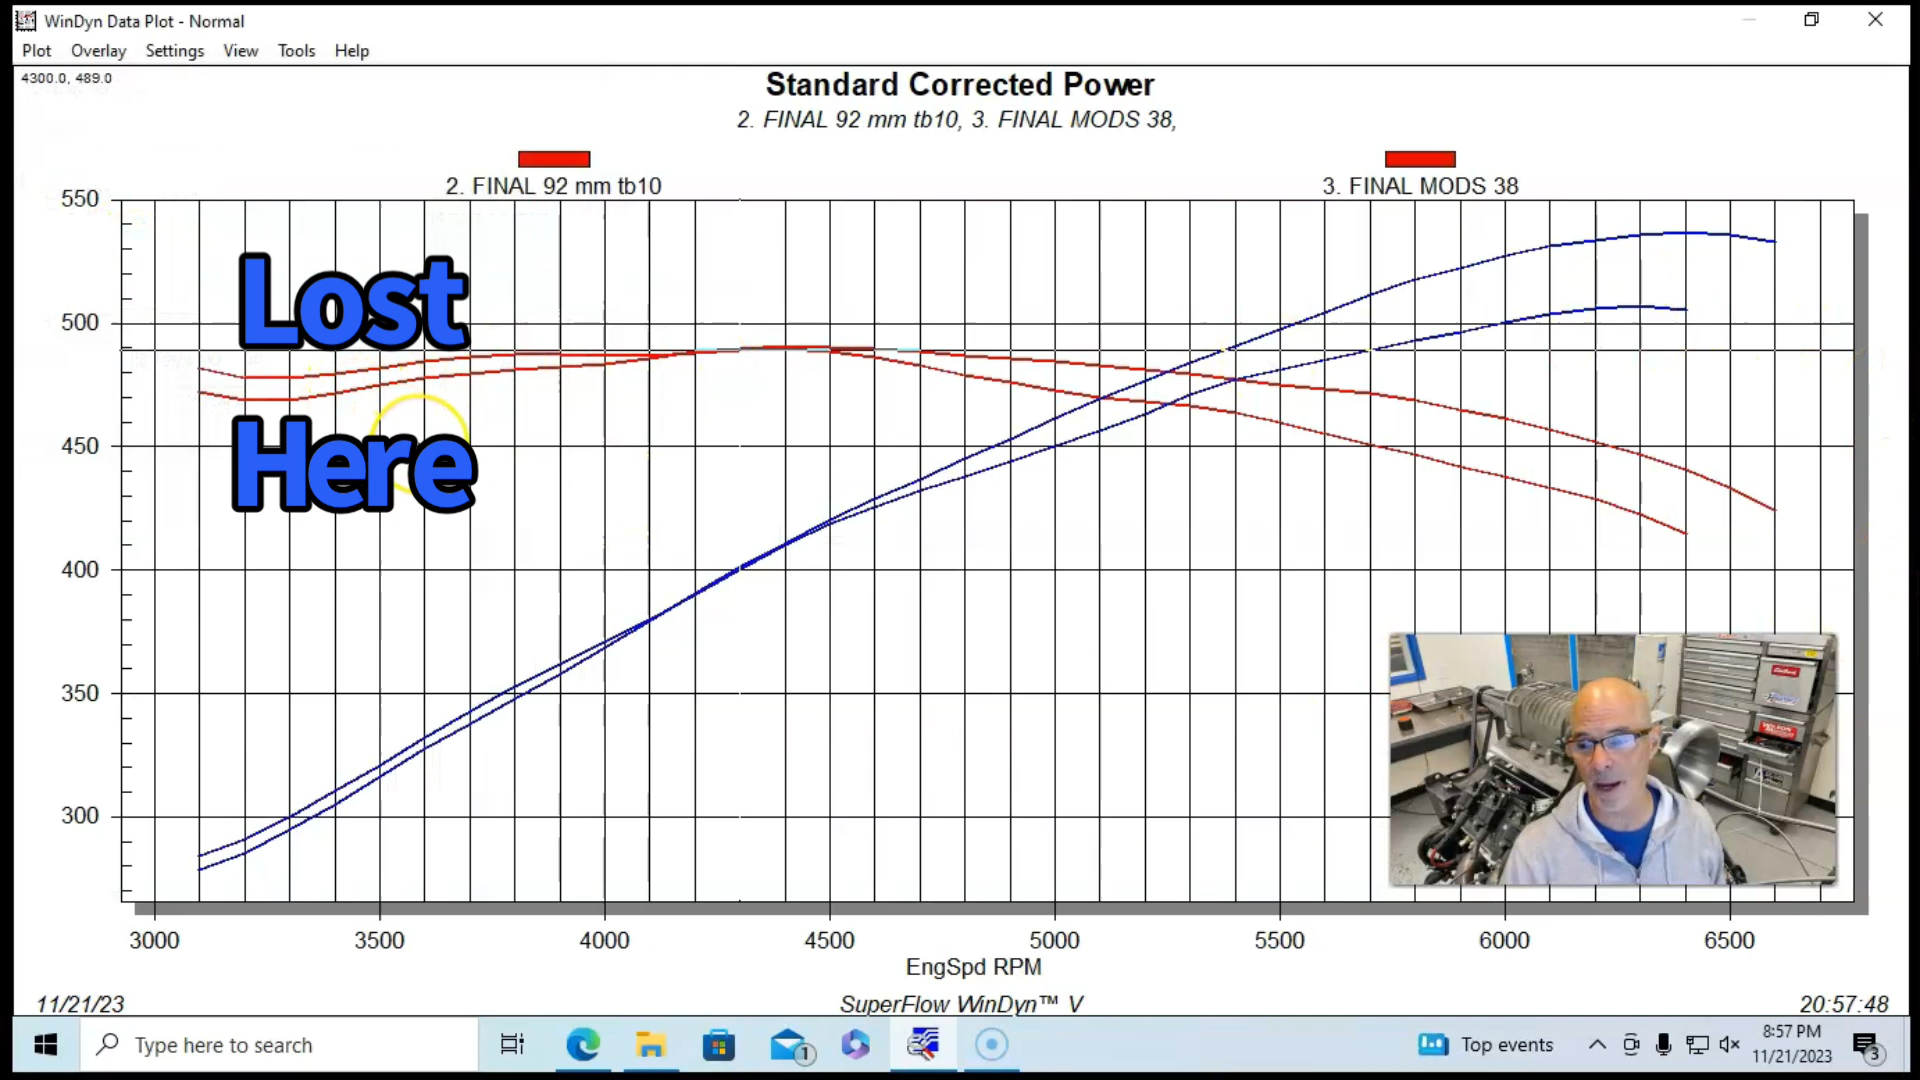 WinDyn Data Plot - Normal
Plot Overlay Settings View Tools Help
4300.0, 489.0
Standard Corrected Power
2. FINAL 92 mm tb10, 3. FINAL MODS 38,
2. FINAL 92 mm tb10
3. FINAL MODS 38
550
500
450
400
350
300
Lost
Here
3000 3500 4000 4500 5000 5500 6000 6500
EngSpd RPM
11/21/23
SuperFlow WinDyn™ V
20:57:48
Type here to search
1
Top events
8:57 PM
11/21/2023
3